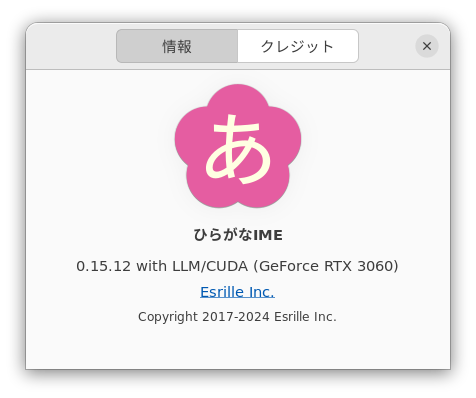 情報 クレジット
あ
ひらがなIME
0.15.12 with LLM/CUDA (GeForce RTX 3060)
Esrille Inc.
Copyright 2017-2024 Esrille Inc.